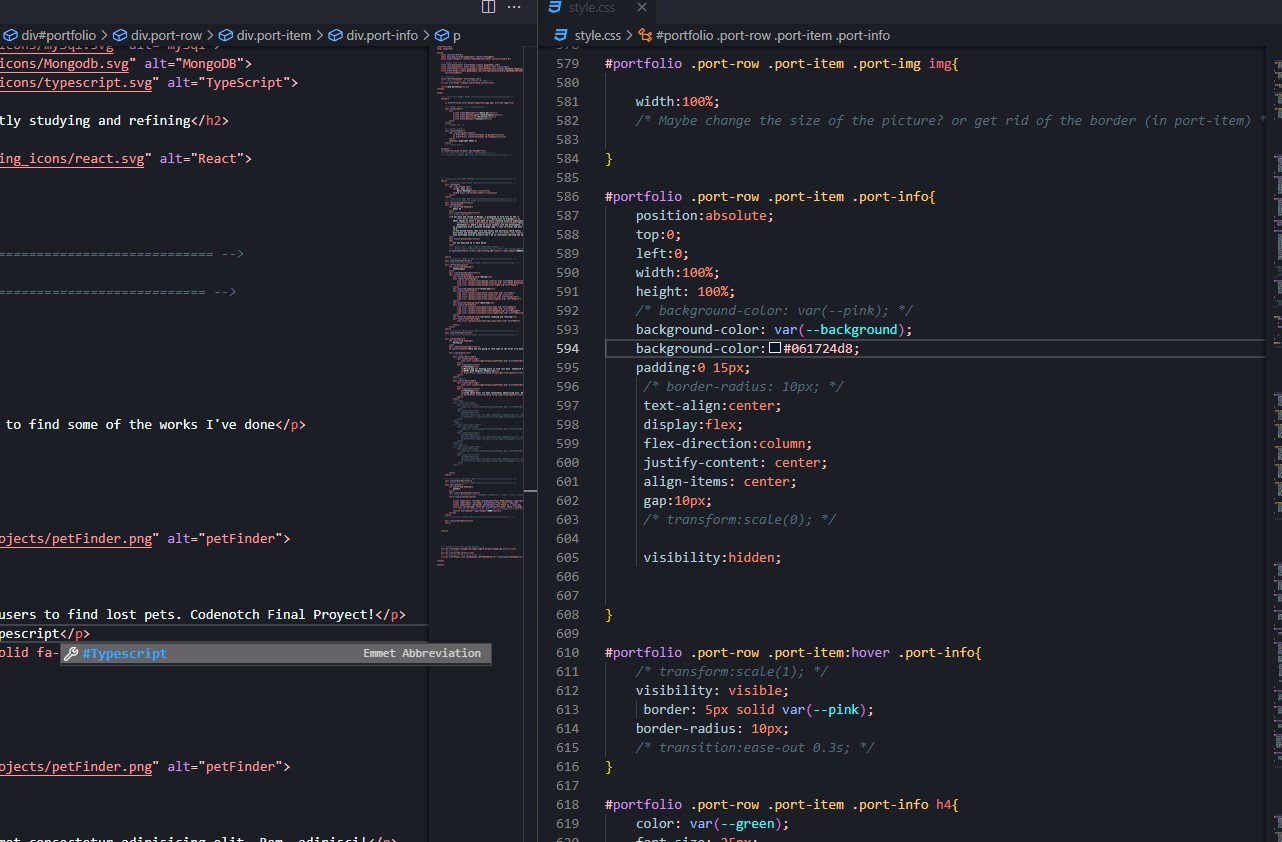 style.css
div#portfolio > div.port-row > div.port-item > div.port-info > p
icons/mySql.svg" alt="mySql">
icons/Mongodb.svg" alt="MongoDB">
icons/typescript.svg" alt="TypeScript">
tly studying and refining</h2>
ing_icons/react.svg" alt="React">
============================ -->
=========================== -->
to find some of the works I've done</p>
ojects/petFinder.png" alt="petFinder">
users to find lost pets. Codenotch Final Proyect!</p>
pescript</p>
olid fa-
#Typescript Emmet Abbreviation
ojects/petFinder.png" alt="petFinder">
met consectetur adipisicing elit. Rem, adipisci!</p>
style.css > #portfolio .port-row .port-item .port-info
578
579 #portfolio .port-row .port-item .port-img img{
580
581 width:100%;
582 /* Maybe change the size of the picture? or get rid of the border (in port-item) *
583
584 }
585
586 #portfolio .port-row .port-item .port-info{
587 position:absolute;
588 top:0;
589 left:0;
590 width:100%;
591 height: 100%;
592 /* background-color: var(--pink); */
593 background-color: var(--background);
594 background-color:#061724d8;
595 padding:0 15px;
596 /* border-radius: 10px; */
597 text-align:center;
598 display:flex;
599 flex-direction:column;
600 justify-content: center;
601 align-items: center;
602 gap:10px;
603 /* transform:scale(0); */
604
605 visibility:hidden;
606
607
608 }
609
610 #portfolio .port-row .port-item:hover .port-info{
611 /* transform:scale(1); */
612 visibility: visible;
613 border: 5px solid var(--pink);
614 border-radius: 10px;
615 /* transition:ease-out 0.3s; */
616 }
617
618 #portfolio .port-row .port-item .port-info h4{
619 color: var(--green);
620 font-size: 25px;